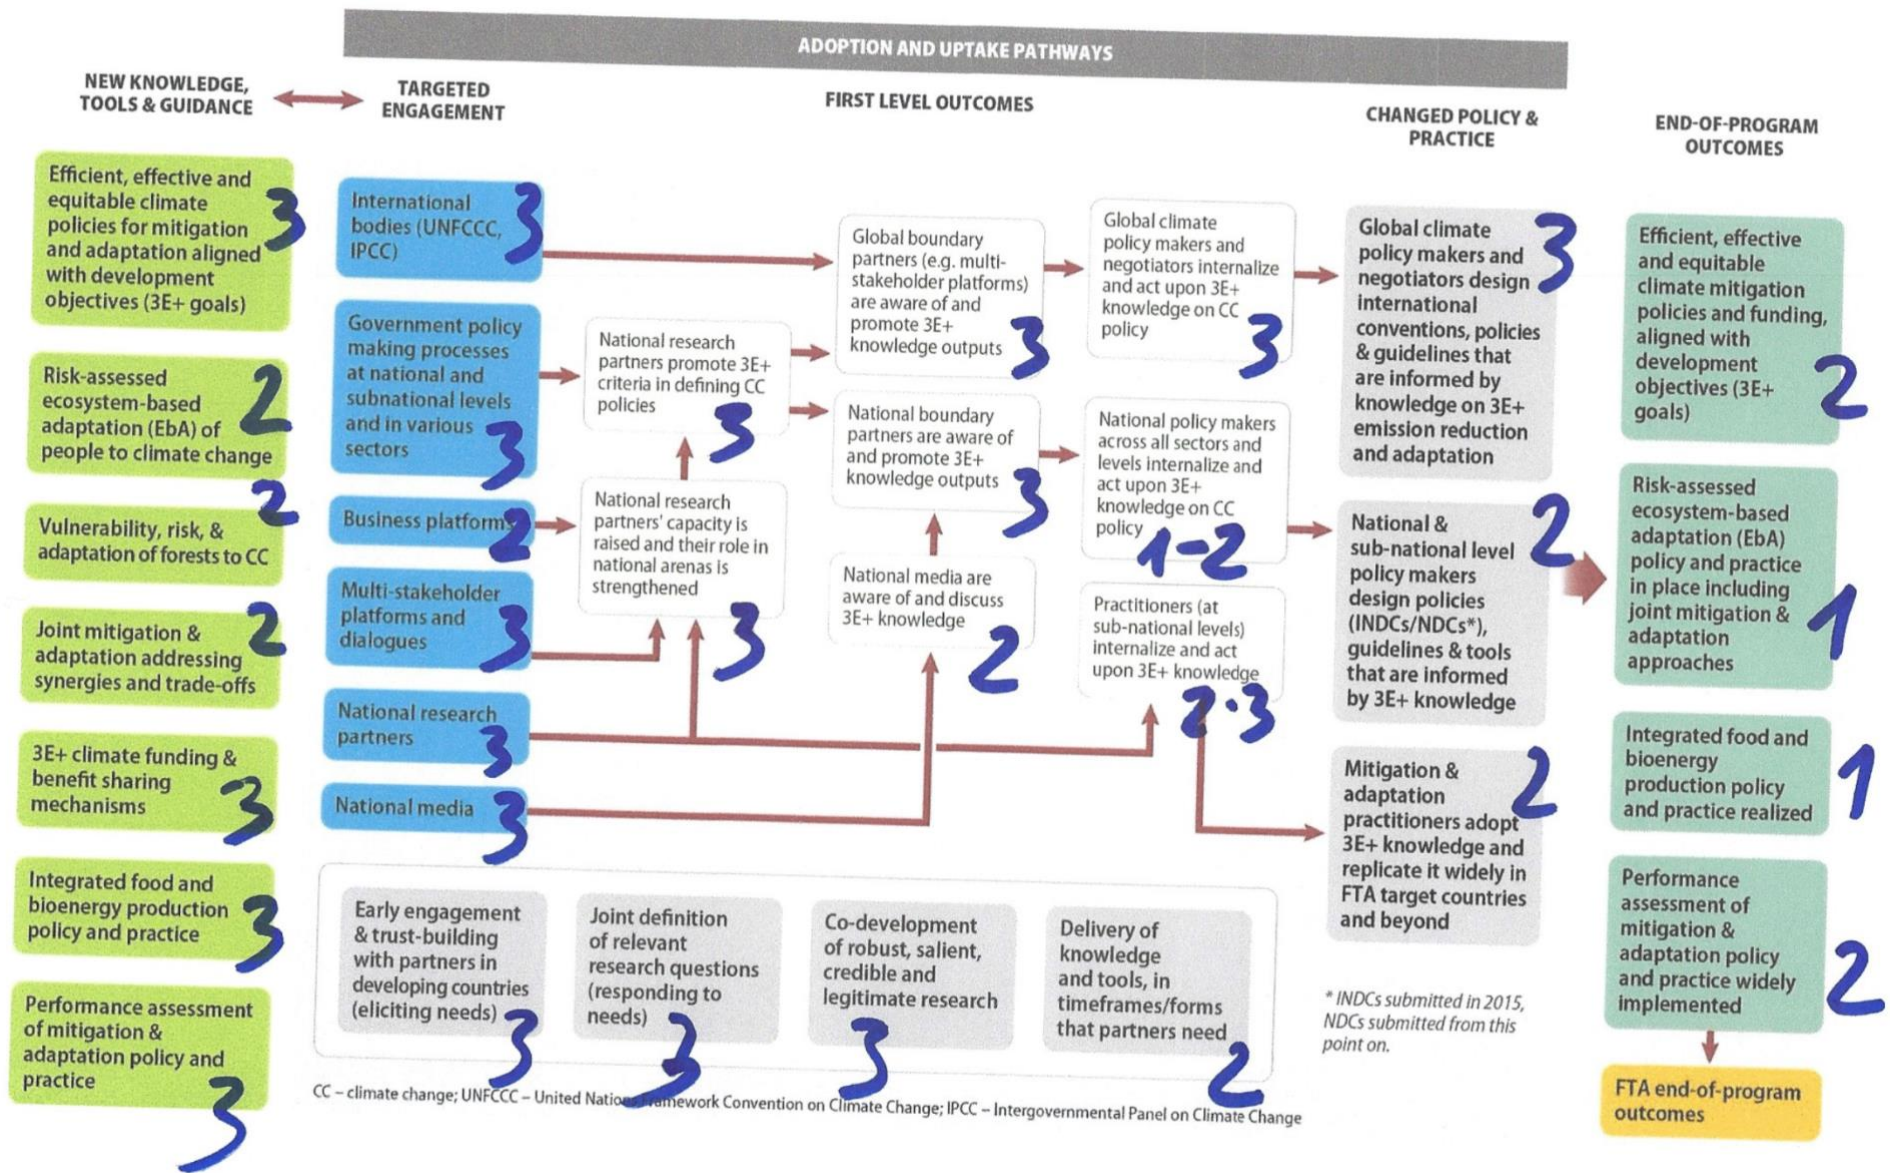 ADOPTION AND UPTAKE PATHWAYS
NEW KNOWLEDGE,
TOOLS & GUIDANCE
TARGETED
ENGAGEMENT
FIRST LEVEL OUTCOMES
CHANGED POLICY &
PRACTICE
END-OF-PROGRAM
OUTCOMES
Efficient, effective and
equitable climate
policies for mitigation
and adaptation aligned
with development
objectives (3E+ goals)
3
Risk-assessed
ecosystem-based
adaptation (EbA) of
people to climate change
2
Vulnerability, risk, &
adaptation of forests to CC
2
Joint mitigation &
adaptation addressing
synergies and trade-offs
2
3E+ climate funding &
benefit sharing
mechanisms
3
Integrated food and
bioenergy production
policy and practice
3
Performance assessment
of mitigation &
adaptation policy and
practice
3
International
bodies (UNFCCC,
IPCC)
3
Government policy
making processes
at national and
subnational levels
and in various
sectors
3
Business platforms
2
Multi-stakeholder
platforms and
dialogues
3
National research
partners
3
National media
3
National research
partners promote 3E+
criteria in defining CC
policies
3
National research
partners' capacity is
raised and their role in
national arenas is
strengthened
3
Global boundary
partners (e.g. multi-
stakeholder platforms)
are aware of and
promote 3E+
knowledge outputs
3
National boundary
partners are aware of
and promote 3E+
knowledge outputs
3
National media are
aware of and discuss
3E+ knowledge
2
Global climate
policy makers and
negotiators internalize
and act upon 3E+
knowledge on CC
policy
3
National policy makers
across all sectors and
levels internalize and
act upon 3E+
knowledge on CC
policy
1-2
Practitioners (at
sub-national levels)
internalize and act
upon 3E+ knowledge
2.3
Global climate
policy makers and
negotiators design
international
conventions, policies
& guidelines that
are informed by
knowledge on 3E+
emission reduction
and adaptation
3
National &
sub-national level
policy makers
design policies
(INDCs/NDCs*),
guidelines & tools
that are informed
by 3E+ knowledge
2
Mitigation &
adaptation
practitioners adopt
3E+ knowledge and
replicate it widely in
FTA target countries
and beyond
2
* INDCs submitted in 2015,
NDCs submitted from this
point on.
Efficient, effective
and equitable
climate mitigation
policies and funding,
aligned with
development
objectives (3E+
goals)
2
Risk-assessed
ecosystem-based
adaptation (EbA)
policy and practice
in place including
joint mitigation &
adaptation
approaches
1
Integrated food and
bioenergy
production policy
and practice realized
1
Performance
assessment of
mitigation &
adaptation policy
and practice widely
implemented
2
FTA end-of-program
outcomes
Early engagement
& trust-building
with partners in
developing countries
(eliciting needs)
3
Joint definition
of relevant
research questions
(responding to
needs)
3
Co-development
of robust, salient,
credible and
legitimate research
3
Delivery of
knowledge
and tools, in
timeframes/forms
that partners need
2
CC – climate change; UNFCCC – United Nations Framework Convention on Climate Change; IPCC – Intergovernmental Panel on Climate Change